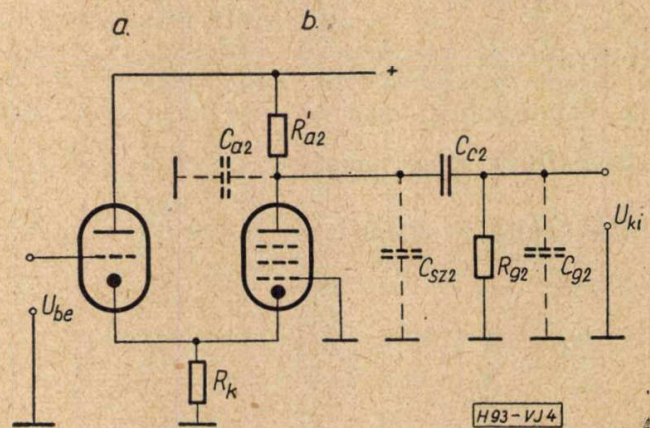 a. b.
+
R'a2
Ca2
Cc2
Uki
Ube
Csz2
Rg2
Cg2
Rk
H93-VJ4